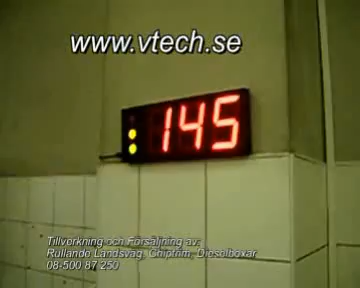 www.vtech.se
145
Tillverkning och Försäljning av:
Rullande Landsväg, Chiptrim, Dieselboxar
08-500 87 250